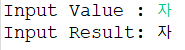 Input Value : 자
Input Result: 자